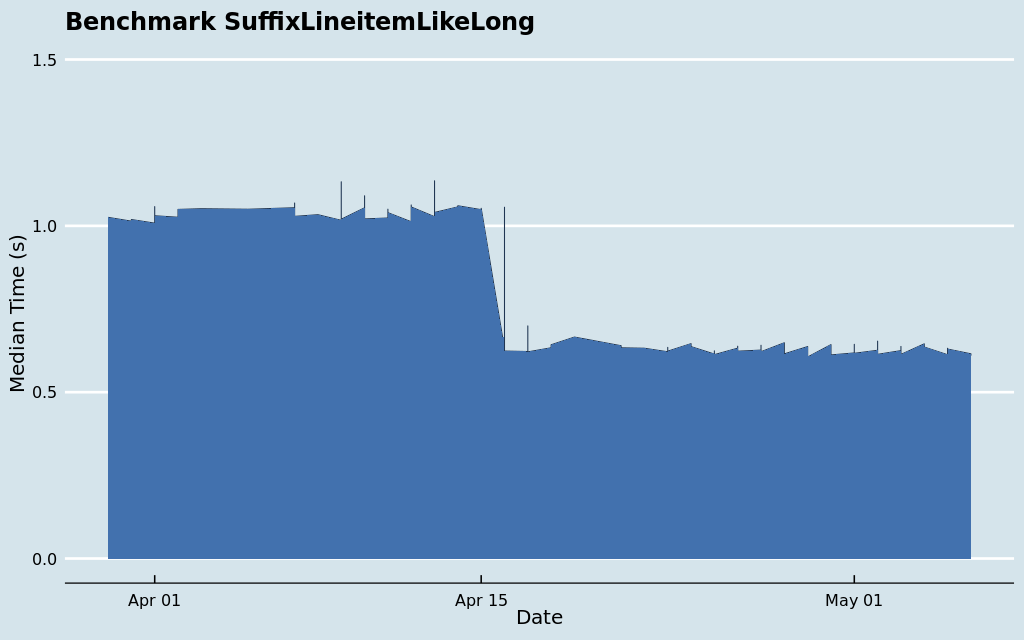 Benchmark SuffixLineitemLikeLong
1.5
1.0
0.5
0.0
Median Time (s)
Apr 01
Apr 15
May 01
Date